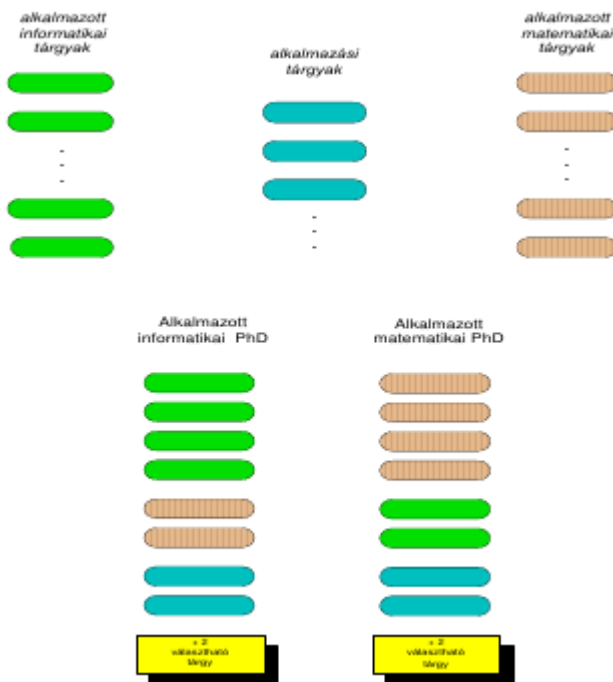 alkalmazott
informatikai
tárgyak
alkalmazási
tárgyak
alkalmazott
matematikai
tárgyak
Alkalmazott
informatikai PhD
Alkalmazott
matematikai PhD
+ 2
választható
tárgy
+ 2
választható
tárgy